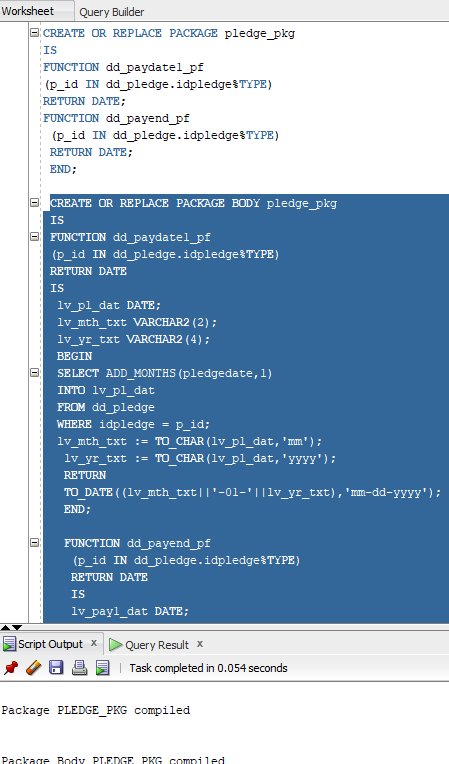 Worksheet Query Builder
CREATE OR REPLACE PACKAGE pledge_pkg
IS
FUNCTION dd_paydate1_pf
(p_id IN dd_pledge.idpledge%TYPE)
RETURN DATE;
FUNCTION dd_payend_pf
(p_id IN dd_pledge.idpledge%TYPE)
RETURN DATE;
END;
CREATE OR REPLACE PACKAGE BODY pledge_pkg
IS
FUNCTION dd_paydate1_pf
(p_id IN dd_pledge.idpledge%TYPE)
RETURN DATE
IS
lv_pl_dat DATE;
lv_mth_txt VARCHAR2(2);
lv_yr_txt VARCHAR2(4);
BEGIN
SELECT ADD_MONTHS(pledgedate,1)
INTO lv_pl_dat
FROM dd_pledge
WHERE idpledge = p_id;
lv_mth_txt := TO_CHAR(lv_pl_dat,'mm');
lv_yr_txt := TO_CHAR(lv_pl_dat,'yyyy');
RETURN
TO_DATE((lv_mth_txt||'-01-'||lv_yr_txt),'mm-dd-yyyy');
END;
FUNCTION dd_payend_pf
(p_id IN dd_pledge.idpledge%TYPE)
RETURN DATE
IS
lv_pay1_dat DATE;
Script Output x Query Result x
Task completed in 0.054 seconds
Package PLEDGE_PKG compiled
Package Body PLEDGE_PKG compiled